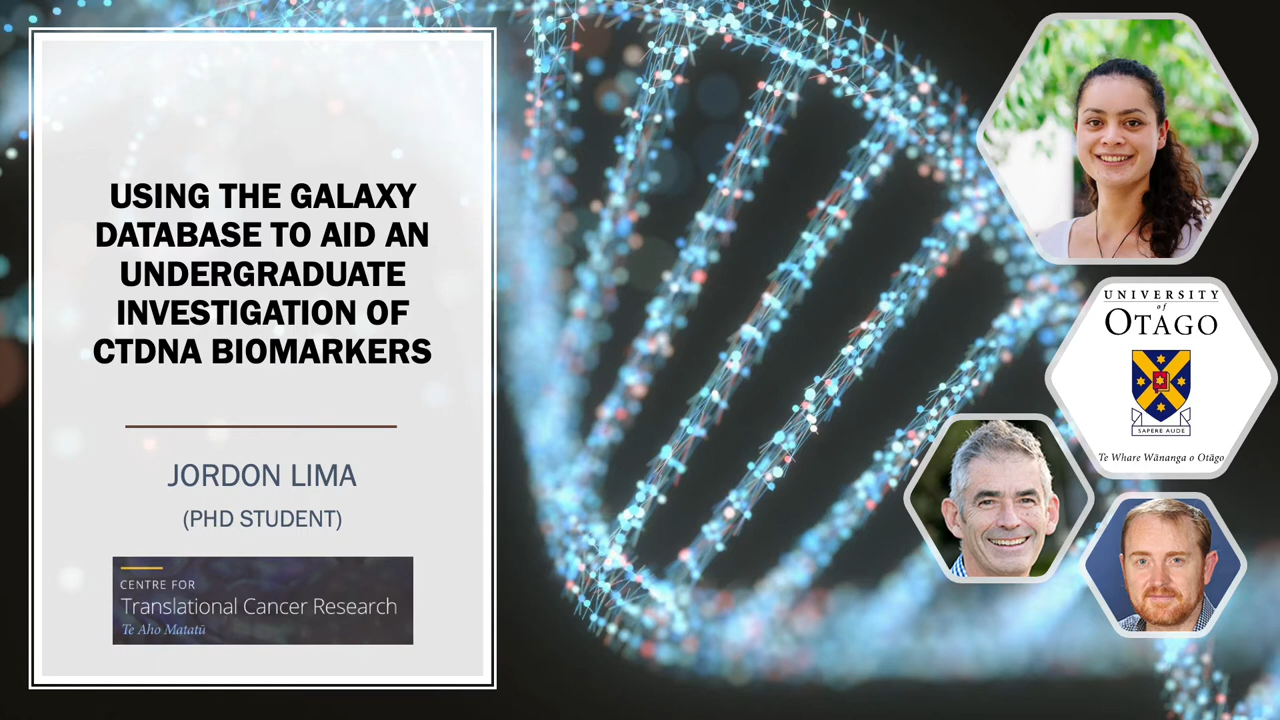 USING THE GALAXY
DATABASE TO AID AN
UNDERGRADUATE
INVESTIGATION OF
CTDNA BIOMARKERS
JORDON LIMA
(PHD STUDENT)
CENTRE FOR
Translational Cancer Research
Te Aho Matatū
UNIVERSITY
of
OTAGO
SAPERE AUDE
Te Whare Wānanga o Otāgo